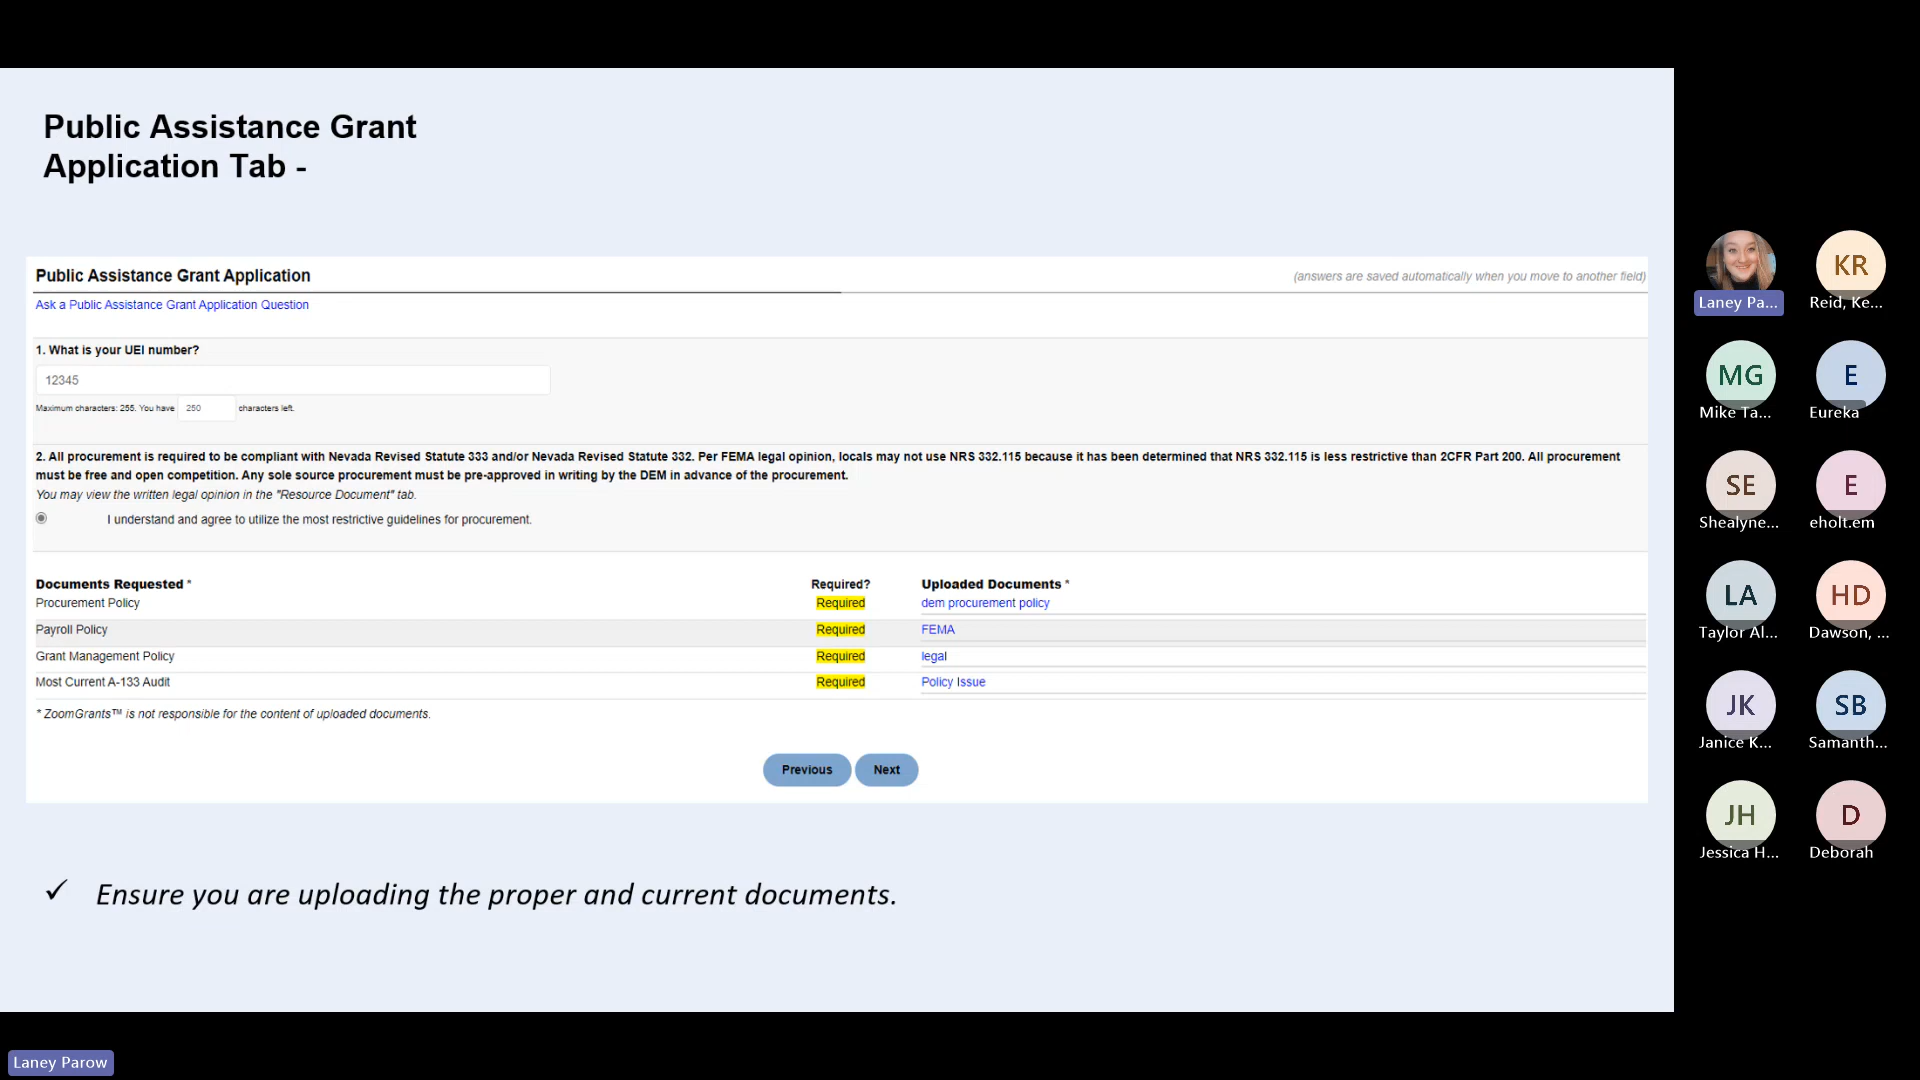 Public Assistance Grant
Application Tab -
Public Assistance Grant Application
(answers are saved automatically when you move to another field)
Ask a Public Assistance Grant Application Question
1. What is your UEI number?
12345
Maximum characters: 255. You have 250 characters left.
2. All procurement is required to be compliant with Nevada Revised Statute 333 and/or Nevada Revised Statute 332. Per FEMA legal opinion, locals may not use NRS 332.115 because it has been determined that NRS 332.115 is less restrictive than 2CFR Part 200. All procurement
must be free and open competition. Any sole source procurement must be pre-approved in writing by the DEM in advance of the procurement.
You may view the written legal opinion in the "Resource Document" tab.
I understand and agree to utilize the most restrictive guidelines for procurement.
Documents Requested * Required? Uploaded Documents *
Procurement Policy Required dem procurement policy
Payroll Policy Required FEMA
Grant Management Policy Required legal
Most Current A-133 Audit Required Policy Issue
* ZoomGrants™ is not responsible for the content of uploaded documents.
Previous Next
✓ Ensure you are uploading the proper and current documents.
Laney Parow
Laney Pa...
KR
Reid, Ke...
MG
Mike Ta...
E
Eureka
SE
Shealyne...
E
eholt.em
LA
Taylor Al...
HD
Dawson, ...
JK
Janice K...
SB
Samanth...
JH
Jessica H...
D
Deborah